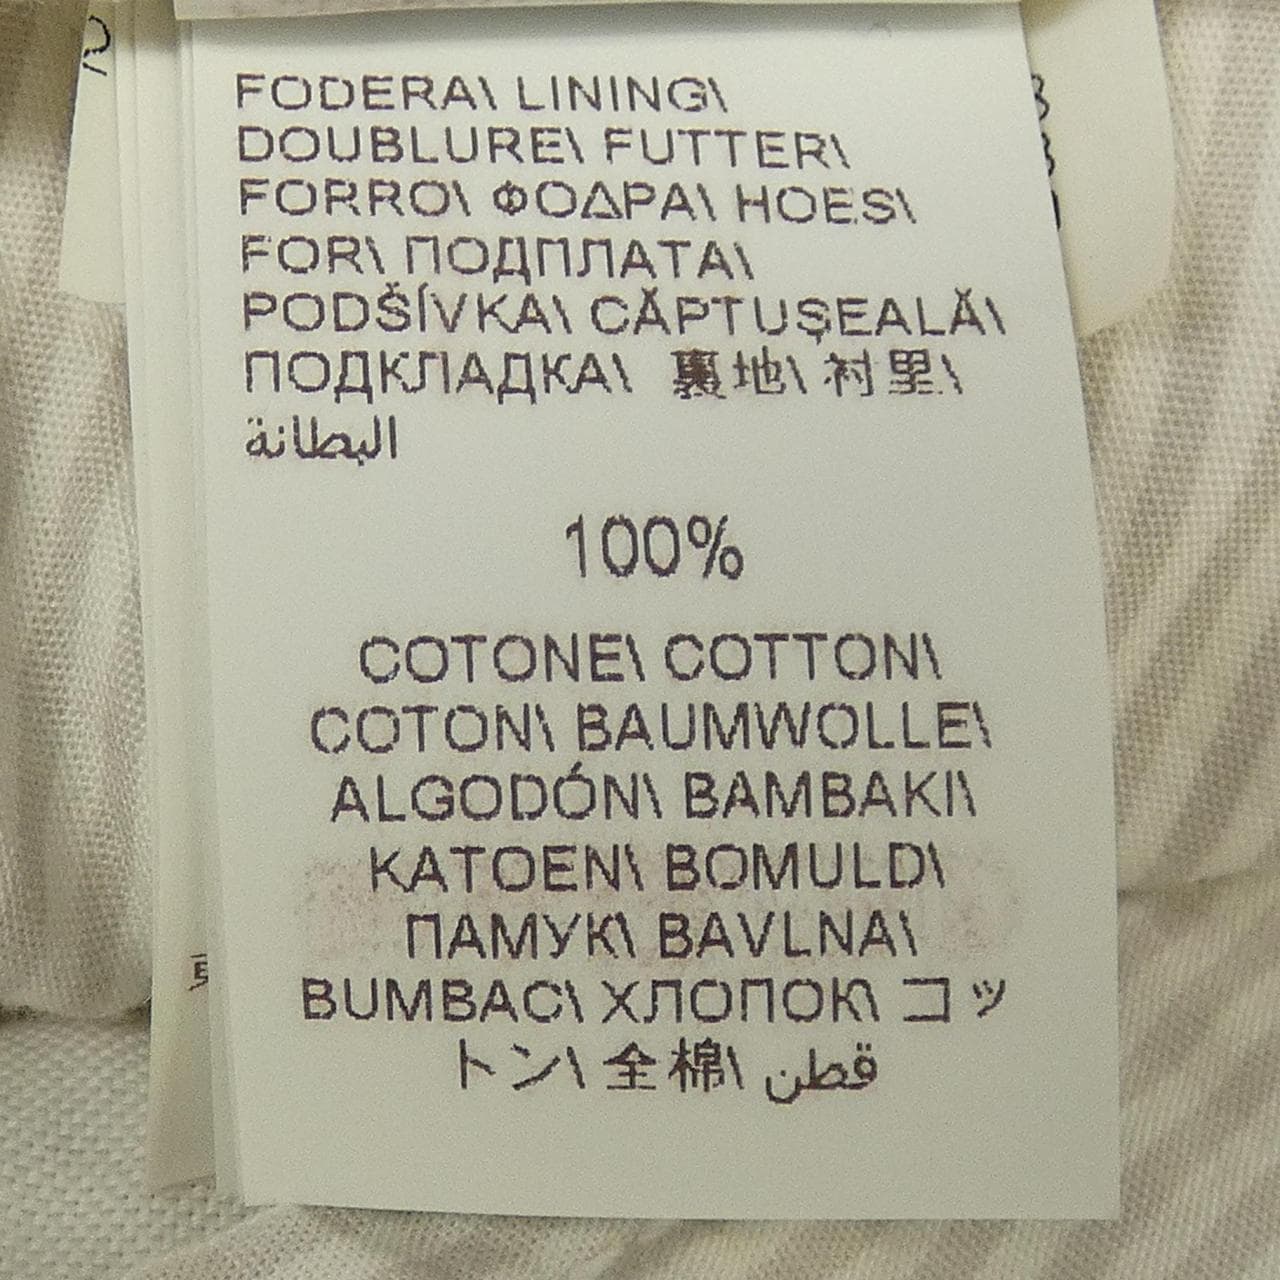 FODERA\ LINING\
DOUBLURE\ FUTTER\
FORRO\ ΦΟΔΡΑ\ HOES\
FOR\ ПОДПЛАТА\
PODŠÍVKA\ CĂPTUŞEALĂ\
ПОДКЛАДКА\ 裏地\ 衬里\
البطانة
100%
COTONE\ COTTON\
COTON\ BAUMWOLLE\
ALGODÓN\ BAMBAKI\
KATOEN\ BOMULD\
ПАМУК\ BAVLNA\
BUMBAC\ ХЛОПОК\ コッ
トン\ 全棉\ قطن